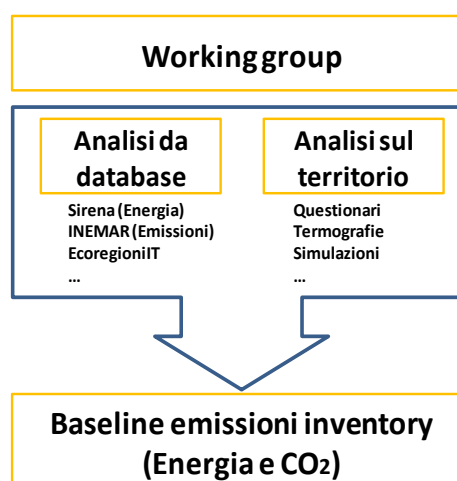 Working group
Analisi da
database
Sirena (Energia)
INEMAR (Emissioni)
EcoregioniIT
…
Analisi sul
territorio
Questionari
Termografie
Simulazioni
…
Baseline emissioni inventory
(Energia e CO2)